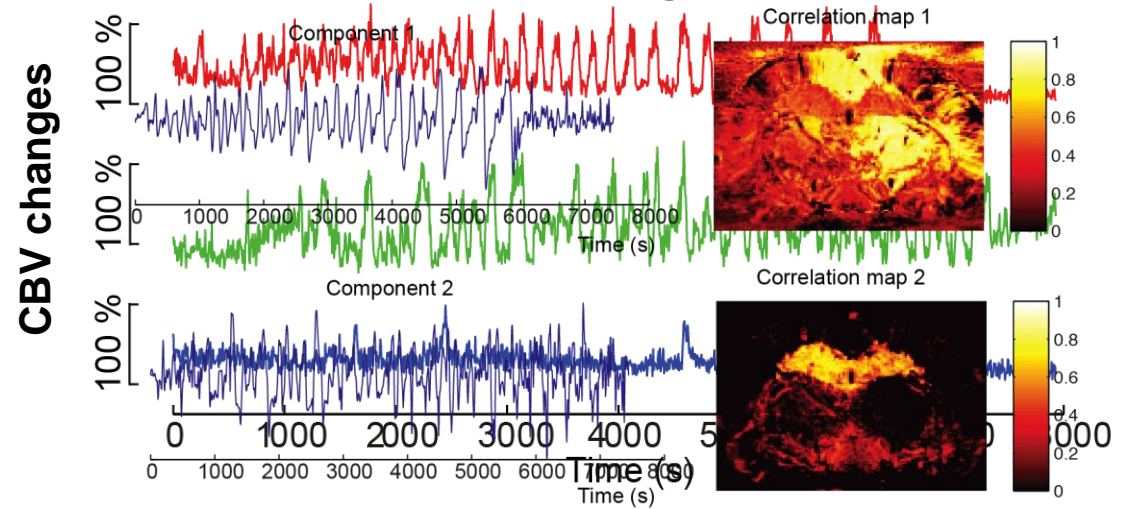 CBV changes
100 %
Component 1
Correlation map 1
1
0.8
0.6
0.4
0.2
0
100 %
0 1000 2000 3000 4000 5000 6000 7000 8000
Time (s)
Component 2
Correlation map 2
100 %
1
0.8
0.6
0.4
0.2
0
0 1000 2000 3000 4000
0 1000 2000 3000 4000 5000 6000
Time (s)
Time (s)